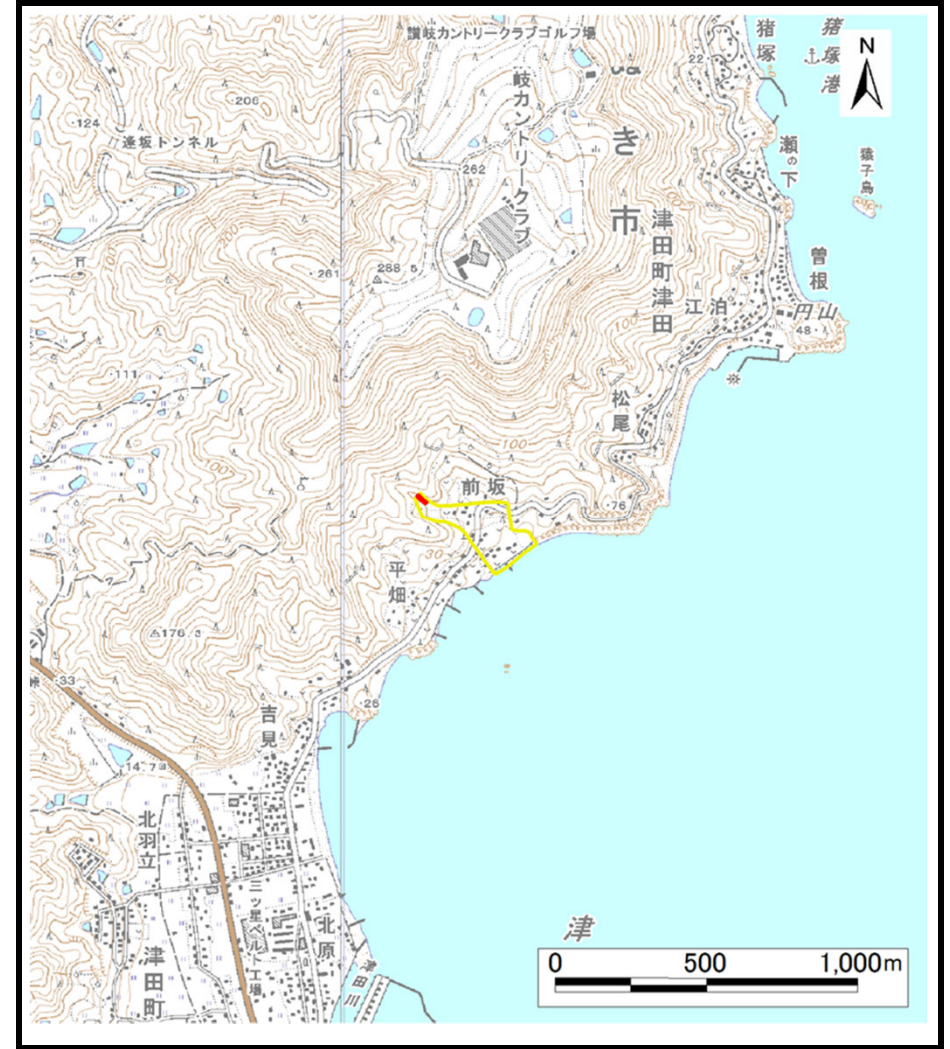 讃岐カントリークラブゴルフ場
猪塚
猪塚港
N
22
岐カントリークラブ
き市
・206
・124
逢坂トンネル
瀬の下
猿子島
262
200
津田町津田
曽根
・261
288.5
江泊
円山
48・
100
・111
松尾
100
100
前坂
・76
30
平畑
176.3
峠
・33
・26
吉見
14.7
北羽立
三ツ星ベルト工場
北原
津田町
津田川
津
0 500 1,000m